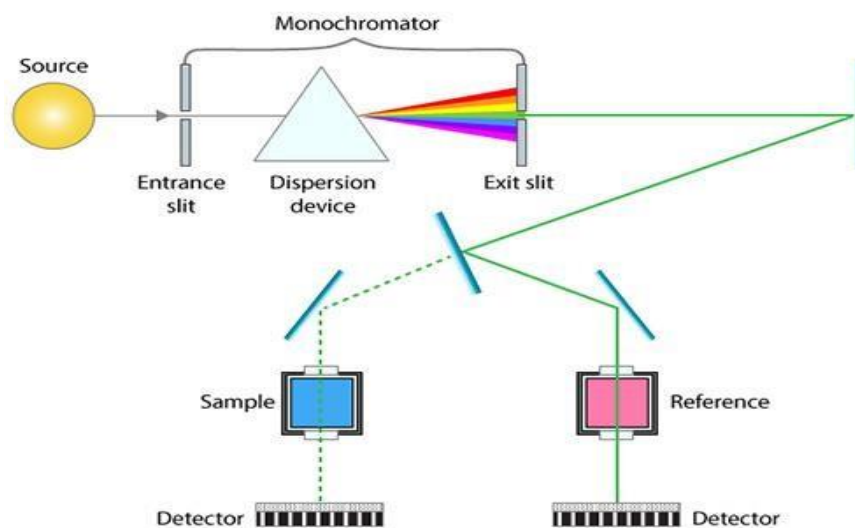 Monochromator
Source
Entrance
slit
Dispersion
device
Exit slit
Sample
Reference
Detector
Detector